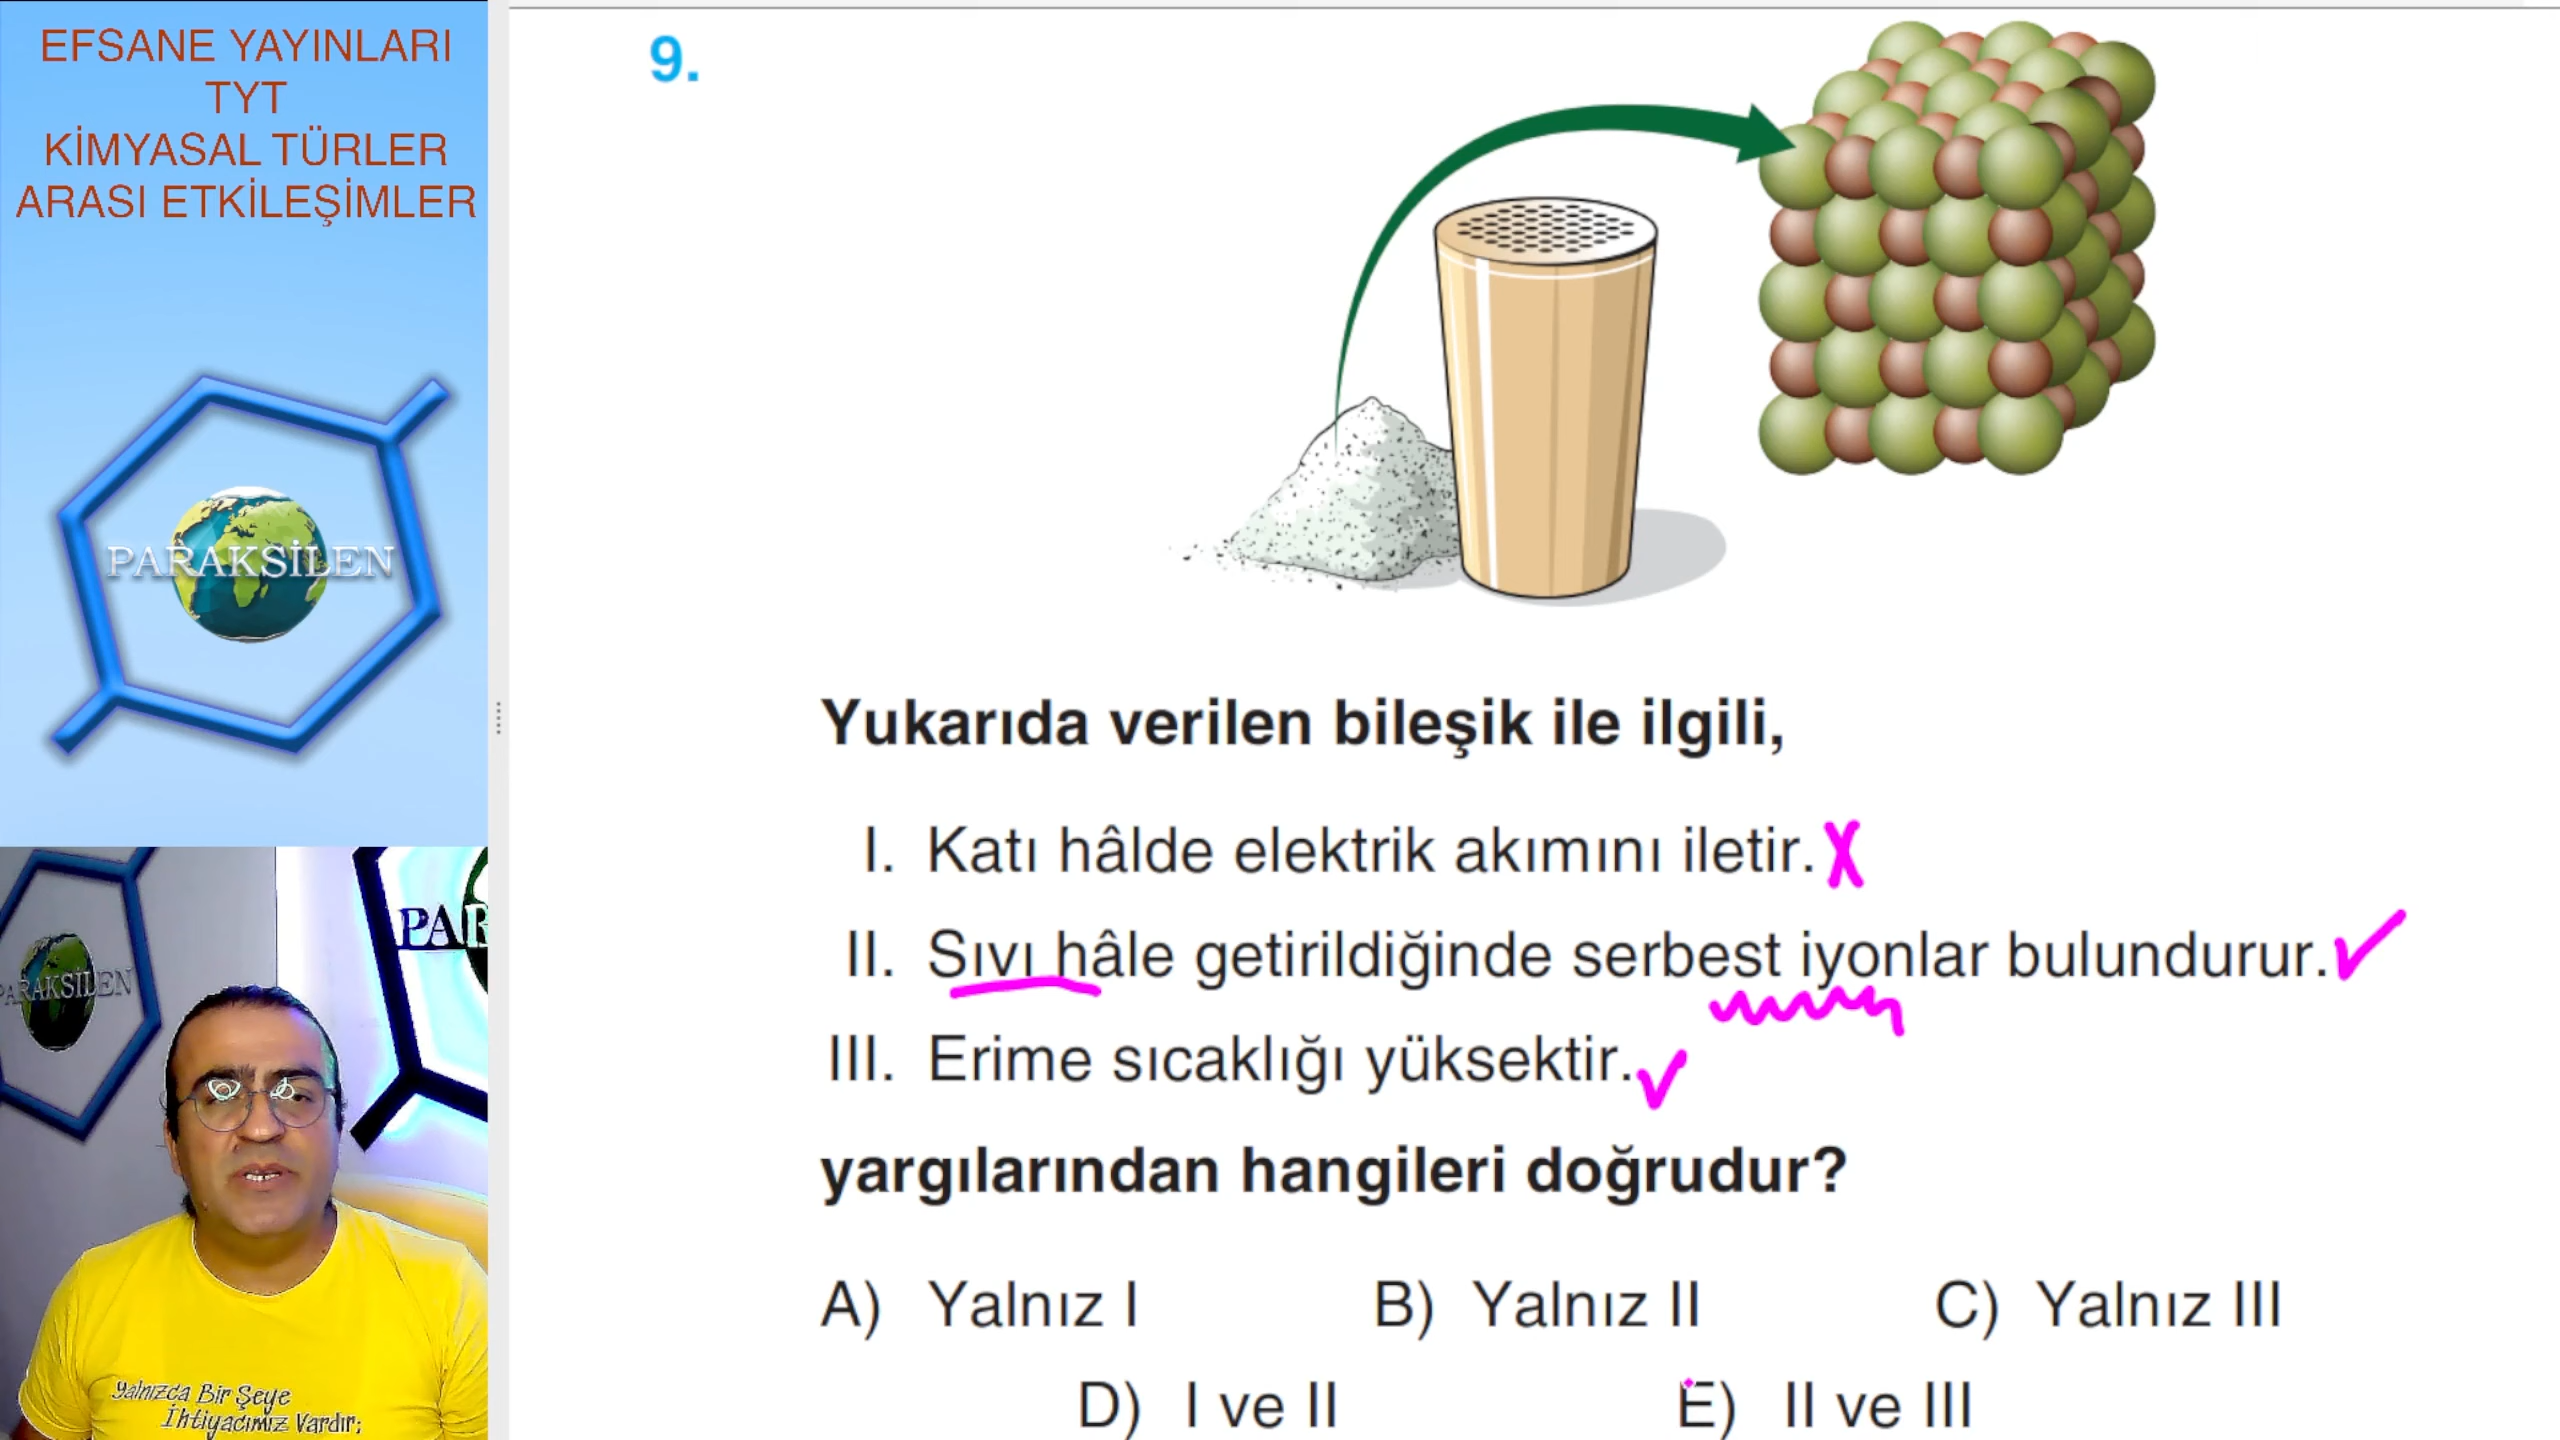 EFSANE YAYINLARI
TYT
KİMYASAL TÜRLER
ARASI ETKİLEŞİMLER
PARAKSİLEN
PARAKSİLEN
PAR
Yalnızca Bir Şeye
İhtiyacımız Vardır;
9.
Yukarıda verilen bileşik ile ilgili,
I. Katı hâlde elektrik akımını iletir.
II. Sıvı hâle getirildiğinde serbest iyonlar bulundurur.
III. Erime sıcaklığı yüksektir.
yargılarından hangileri doğrudur?
A) Yalnız I B) Yalnız II C) Yalnız III
D) I ve II E) II ve III